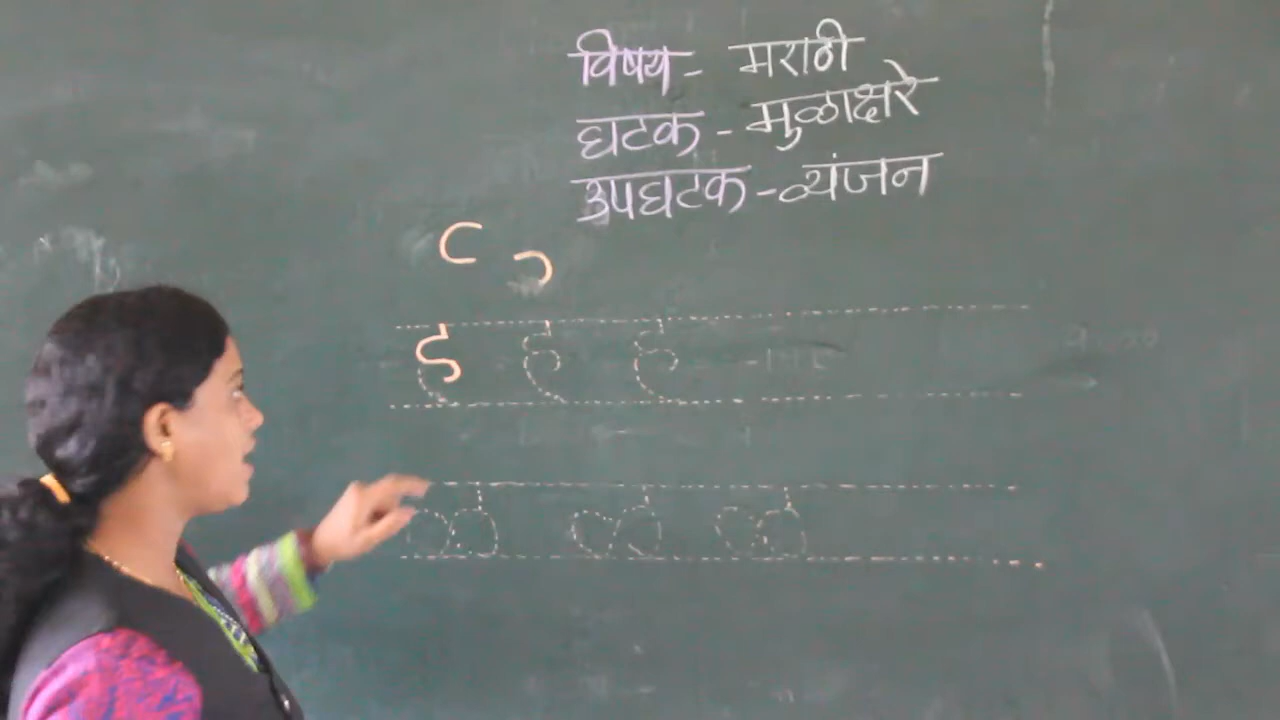 विषय - मराठी
घटक - मुळाक्षरे
उपघटक - व्यंजन
ह ह ह
ळ ळ ळ